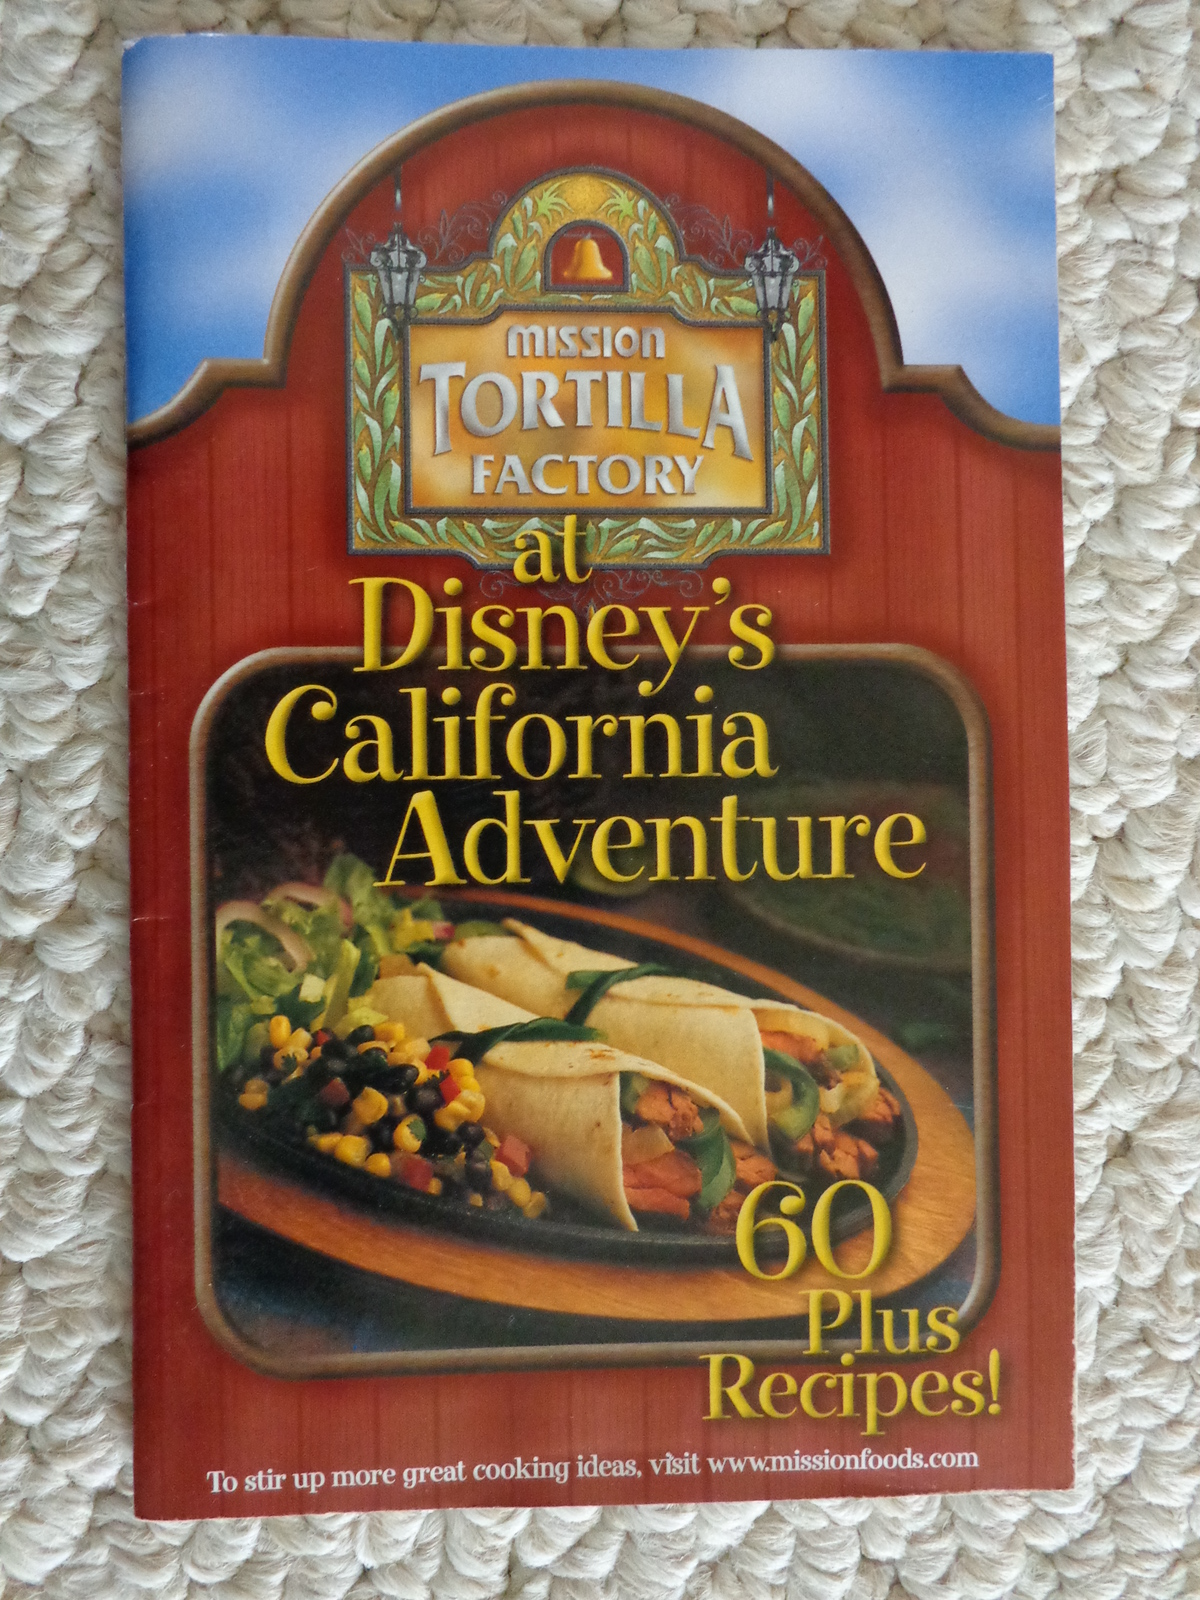 MISSION
TORTILLA
FACTORY
at
Disney's
California
Adventure
60
Plus
Recipes!
To stir up more great cooking ideas, visit www.missionfoods.com